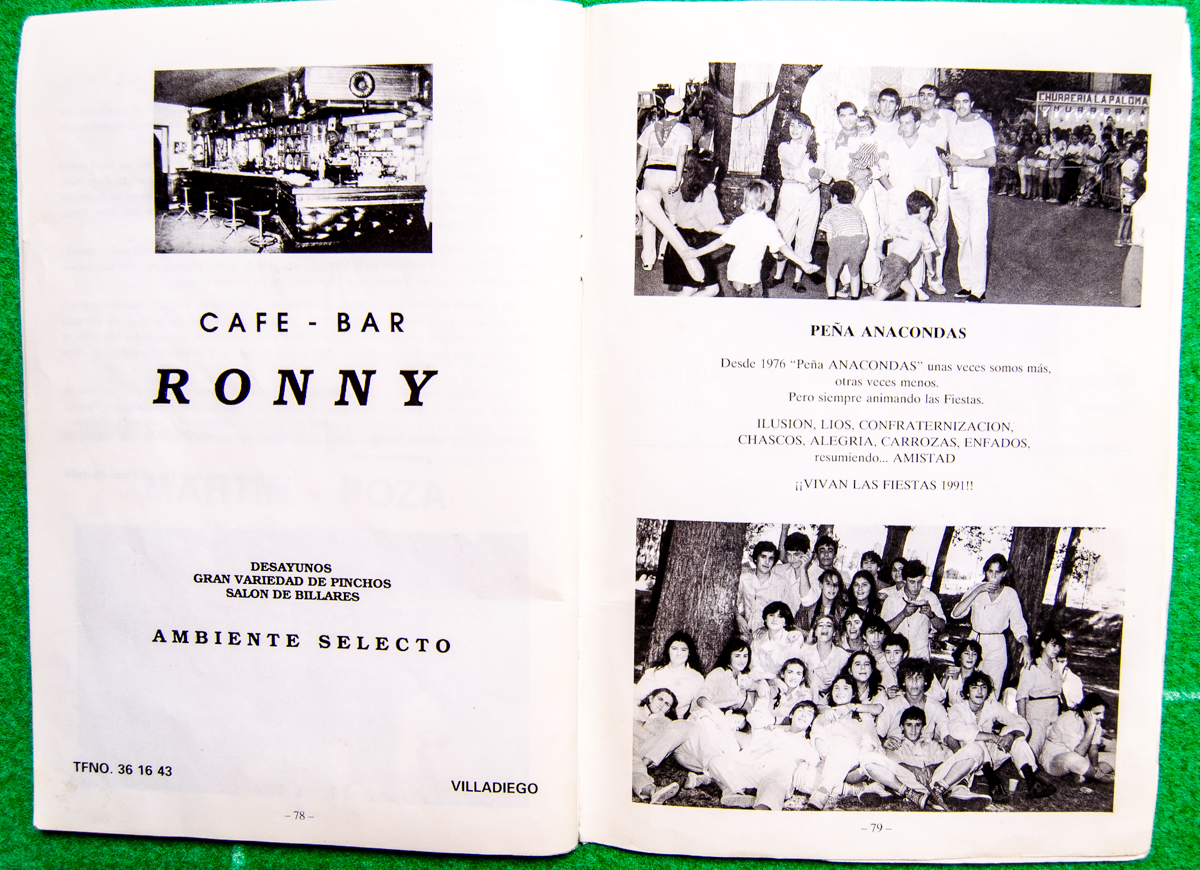 CAFE - BAR
RONNY
DESAYUNOS
GRAN VARIEDAD DE PINCHOS
SALON DE BILLARES
AMBIENTE SELECTO
TFNO. 36 16 43
VILLADIEGO
– 78 –
CHURRERIA LA PALOMA
CHURRERIA
PEÑA ANACONDAS
Desde 1976 “Peña ANACONDAS” unas veces somos más,
otras veces menos.
Pero siempre animando las Fiestas.
ILUSION, LIOS, CONFRATERNIZACION,
CHASCOS, ALEGRIA, CARROZAS, ENFADOS,
resumiendo... AMISTAD
¡¡VIVAN LAS FIESTAS 1991!!
– 79 –